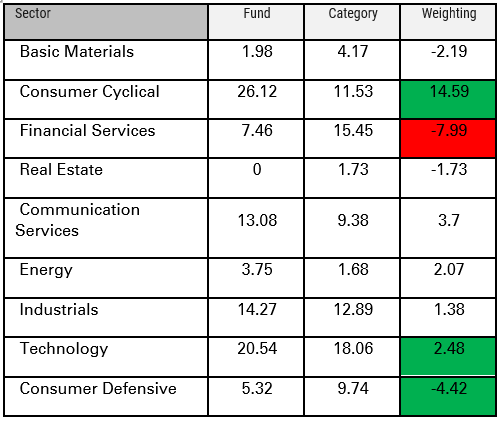 Sector Fund Category Weighting
Basic Materials 1.98 4.17 -2.19
Consumer Cyclical 26.12 11.53 14.59
Financial Services 7.46 15.45 -7.99
Real Estate 0 1.73 -1.73
Communication
Services 13.08 9.38 3.7
Energy 3.75 1.68 2.07
Industrials 14.27 12.89 1.38
Technology 20.54 18.06 2.48
Consumer Defensive 5.32 9.74 -4.42